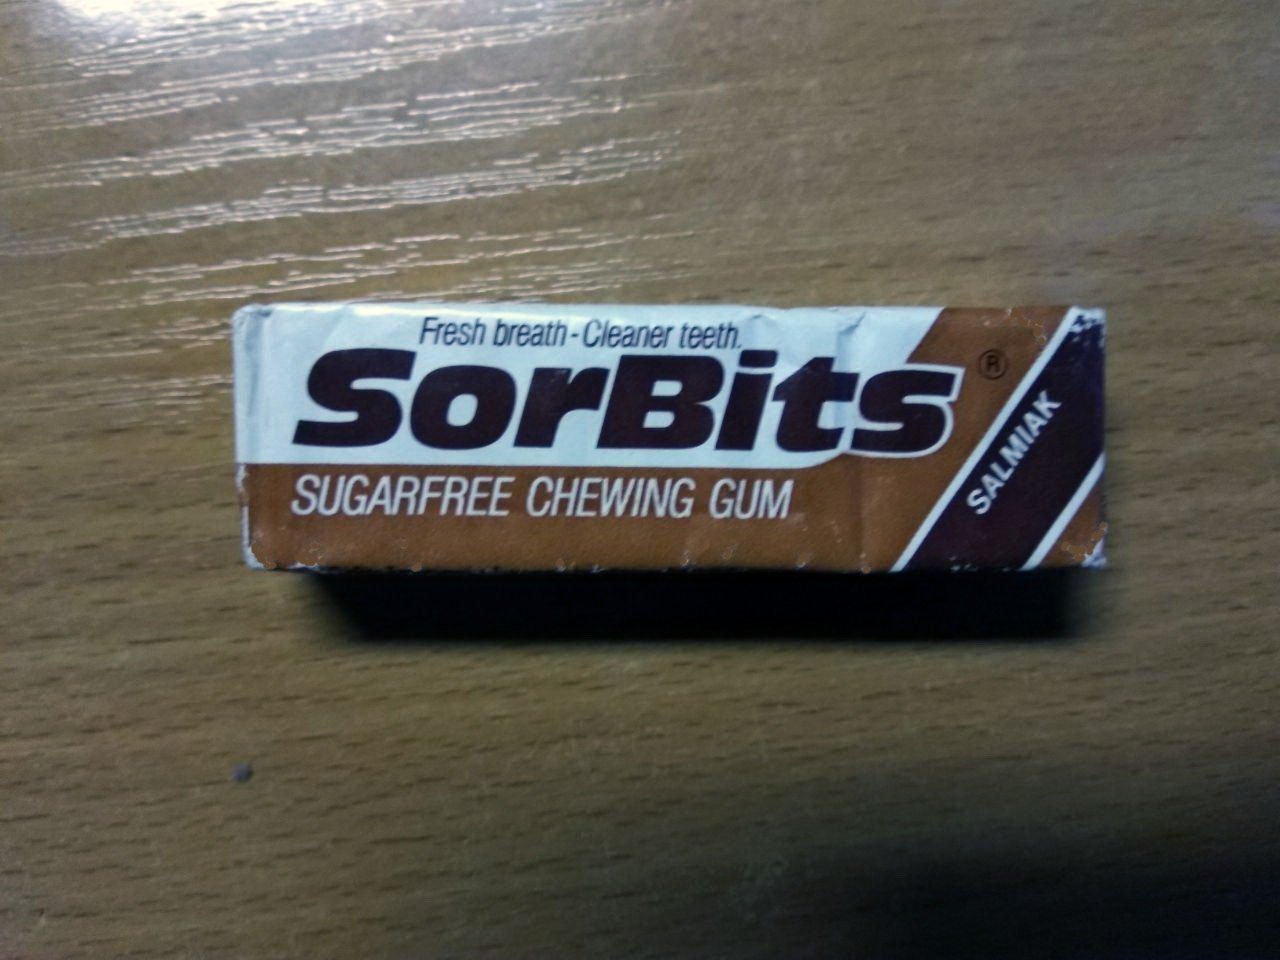 Fresh breath - Cleaner teeth.
SorBits ®
SUGARFREE CHEWING GUM
SALMIAK